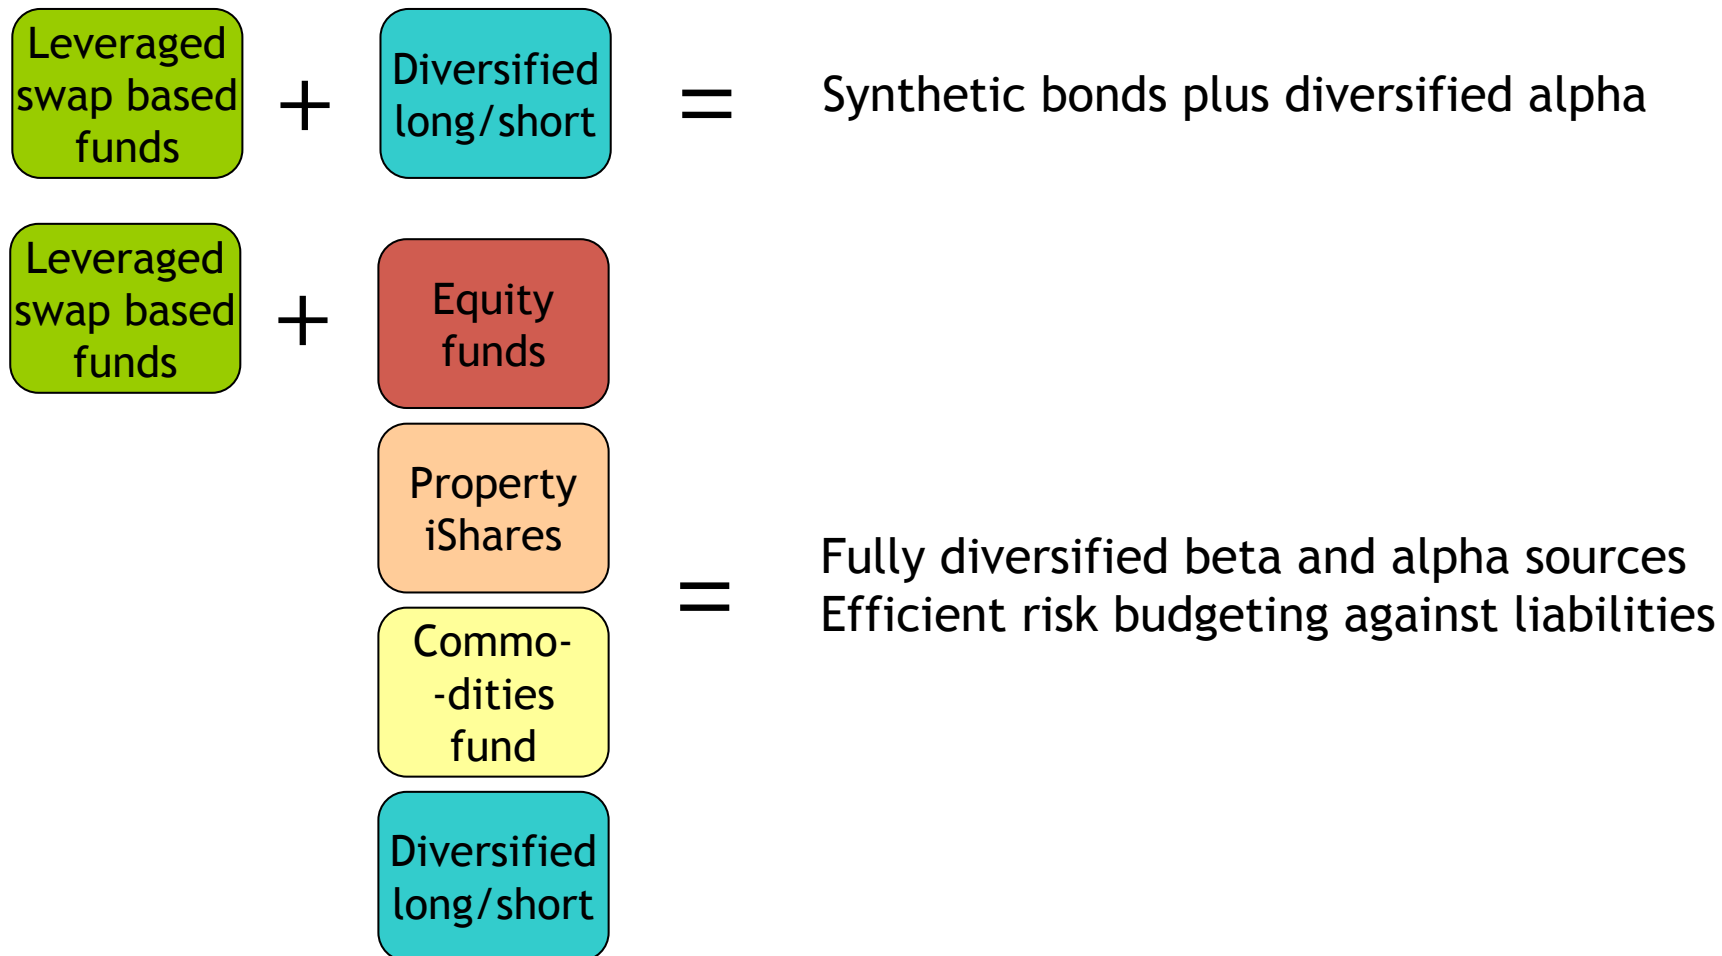 Leveraged
swap based
funds
+
Diversified
long/short
=
Synthetic bonds plus diversified alpha
Leveraged
swap based
funds
+
Equity
funds
Property
iShares
Commo-
-dities
fund
Diversified
long/short
=
Fully diversified beta and alpha sources
Efficient risk budgeting against liabilities